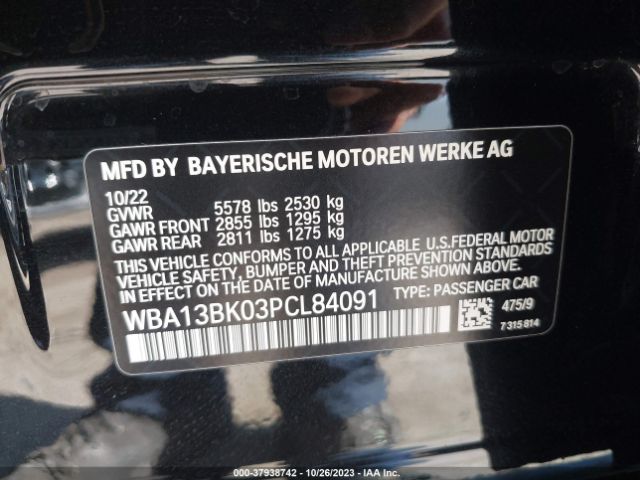 MFD BY BAYERISCHE MOTOREN WERKE AG
10/22
GVWR 5578 lbs 2530 kg
GAWR FRONT 2855 lbs 1295 kg
GAWR REAR 2811 lbs 1275 kg
THIS VEHICLE CONFORMS TO ALL APPLICABLE U.S.FEDERAL MOTOR
VEHICLE SAFETY, BUMPER AND THEFT PREVENTION STANDARDS
IN EFFECT ON THE DATE OF MANUFACTURE SHOWN ABOVE.
WBA13BK03PCL84091 TYPE: PASSENGER CAR
475/9
7 315 814
000-37938742 - 10/26/2023 - IAA Inc.